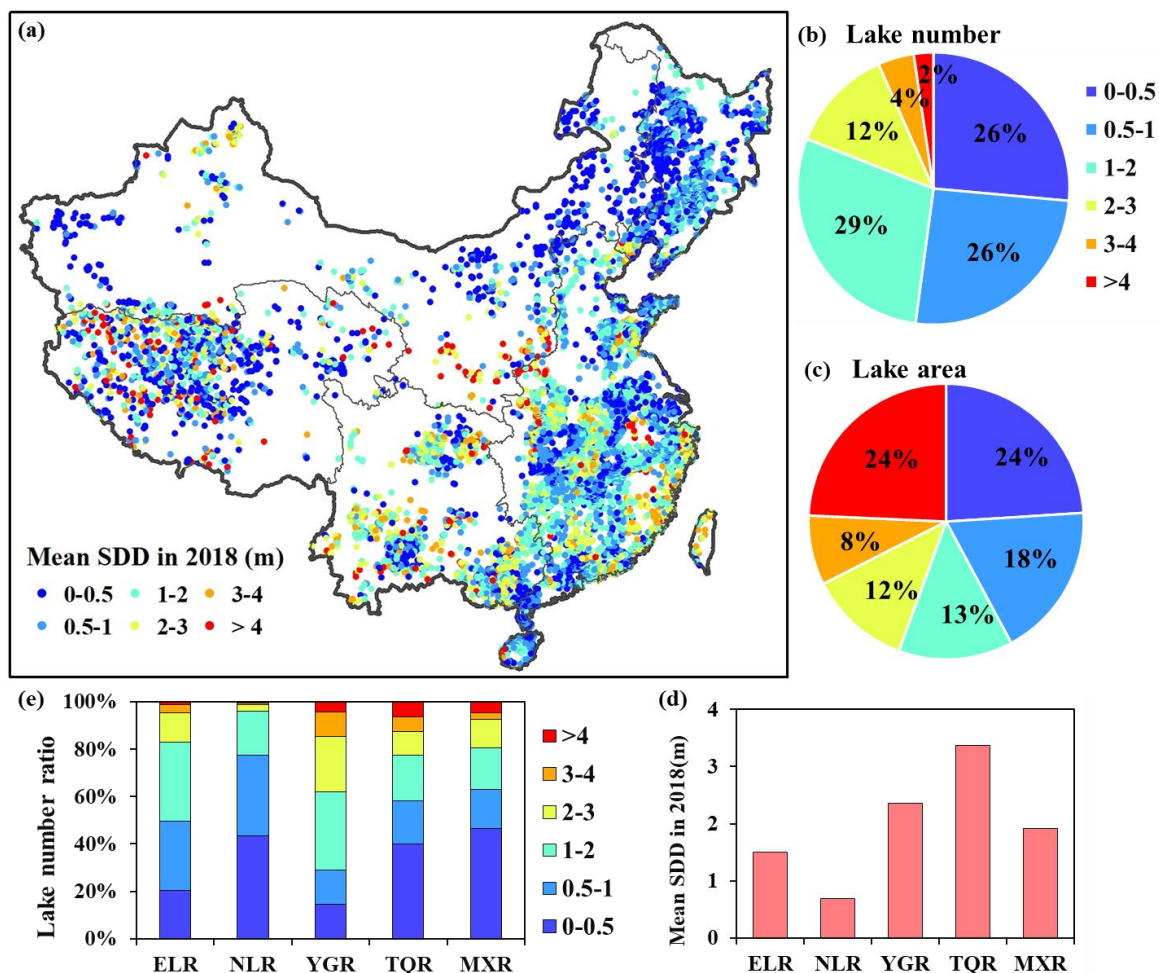 (a)
Mean SDD in 2018 (m)
0-0.5 1-2 3-4
0.5-1 2-3 > 4
(b) Lake number
2%
4%
12%
26%
29%
26%
0-0.5
0.5-1
1-2
2-3
3-4
>4
(c) Lake area
24% 24%
8%
18%
12%
13%
(e)
Lake number ratio
100%
80%
60%
40%
20%
0%
ELR NLR YGR TQR MXR
>4
3-4
2-3
1-2
0.5-1
0-0.5
(d)
Mean SDD in 2018(m)
4
3
2
1
0
ELR NLR YGR TQR MXR